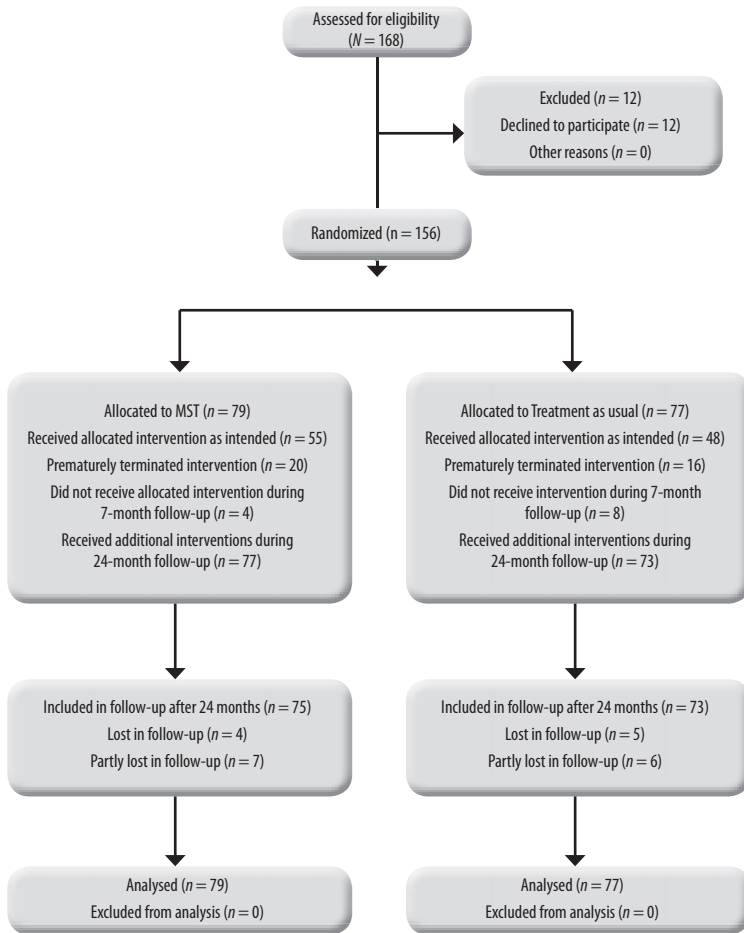 Assessed for eligibility
(N = 168)
Excluded (n = 12)
Declined to participate (n = 12)
Other reasons (n = 0)
Randomized (n = 156)
Allocated to MST (n = 79)
Received allocated intervention as intended (n = 55)
Prematurely terminated intervention (n = 20)
Did not receive allocated intervention during
7-month follow-up (n = 4)
Received additional interventions during
24-month follow-up (n = 77)
Allocated to Treatment as usual (n = 77)
Received allocated intervention as intended (n = 48)
Prematurely terminated intervention (n = 16)
Did not receive intervention during 7-month
follow-up (n = 8)
Received additional interventions during
24-month follow-up (n = 73)
Included in follow-up after 24 months (n = 75)
Lost in follow-up (n = 4)
Partly lost in follow-up (n = 7)
Included in follow-up after 24 months (n = 73)
Lost in follow-up (n = 5)
Partly lost in follow-up (n = 6)
Analysed (n = 79)
Excluded from analysis (n = 0)
Analysed (n = 77)
Excluded from analysis (n = 0)